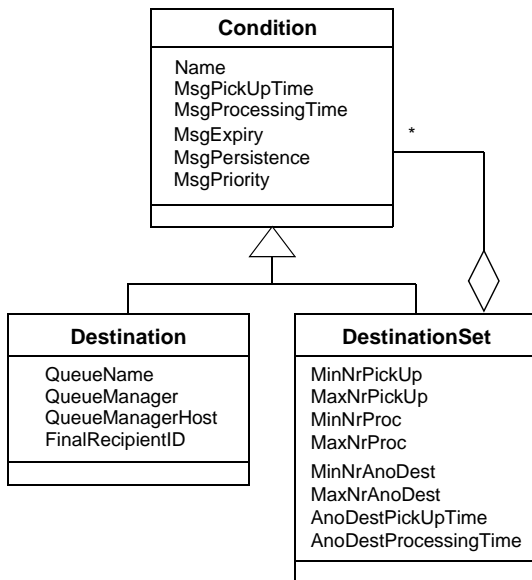 Condition
Name
MsgPickUpTime
MsgProcessingTime
MsgExpiry
MsgPersistence
MsgPriority
*
Destination
QueueName
QueueManager
QueueManagerHost
FinalRecipientID
DestinationSet
MinNrPickUp
MaxNrPickUp
MinNrProc
MaxNrProc
MinNrAnoDest
MaxNrAnoDest
AnoDestPickUpTime
AnoDestProcessingTime